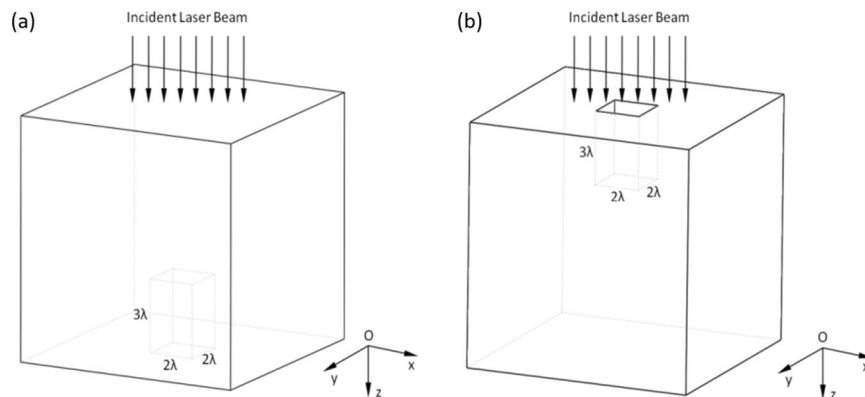 (a)
Incident Laser Beam
3λ
2λ
2λ
O
x
y
z
(b)
Incident Laser Beam
3λ
2λ
2λ
O
x
y
z